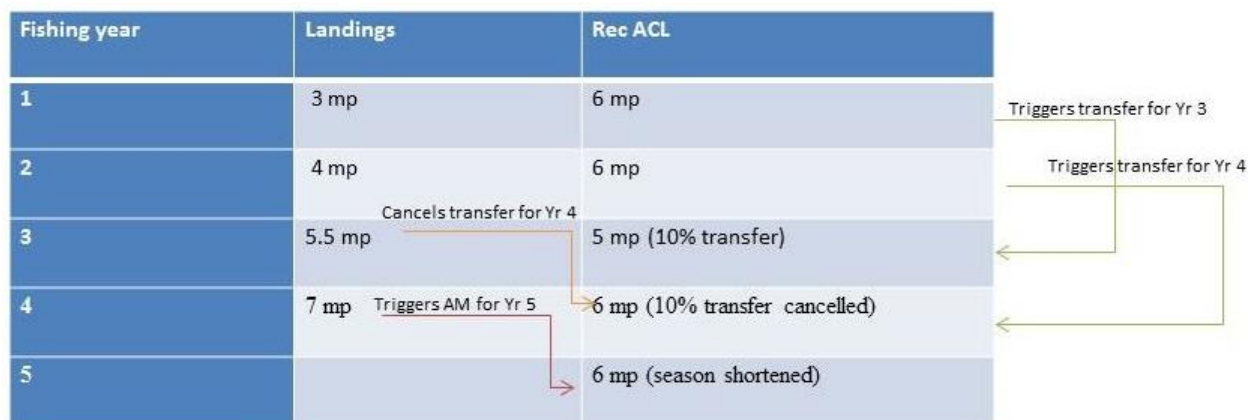 Fishing year Landings Rec ACL
1 3 mp 6 mp
Triggers transfer for Yr 3
2 4 mp 6 mp
Triggers transfer for Yr 4
Cancels transfer for Yr 4
3 5.5 mp 5 mp (10% transfer)
4 7 mp Triggers AM for Yr 5 6 mp (10% transfer cancelled)
5 6 mp (season shortened)